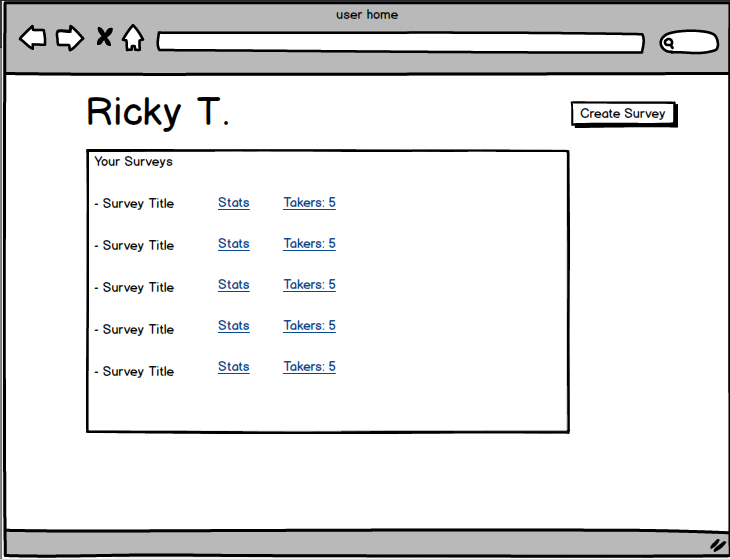 user home
Ricky T.
Create Survey
Your Surveys
- Survey Title Stats Takers: 5
- Survey Title Stats Takers: 5
- Survey Title Stats Takers: 5
- Survey Title Stats Takers: 5
- Survey Title Stats Takers: 5